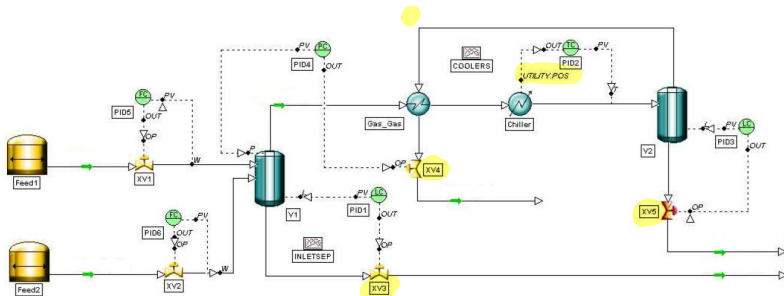 PV
PC
OUT
TC
PV
PID4
OUT
COOLERS
PID2
UTILITY.POS
FC
PV
T
PID5
Gas_Gas
Chiller
L
PV
LC
OUT
V2
PID3
OUT
OP
P
OP
XV4
W
Feed1
XV1
L
PV
LC
XV5
OP
V1
PID1
FC
PV
OUT
PID6
OUT
INLETSEP
OP
OP
W
Feed2
XV2
XV3